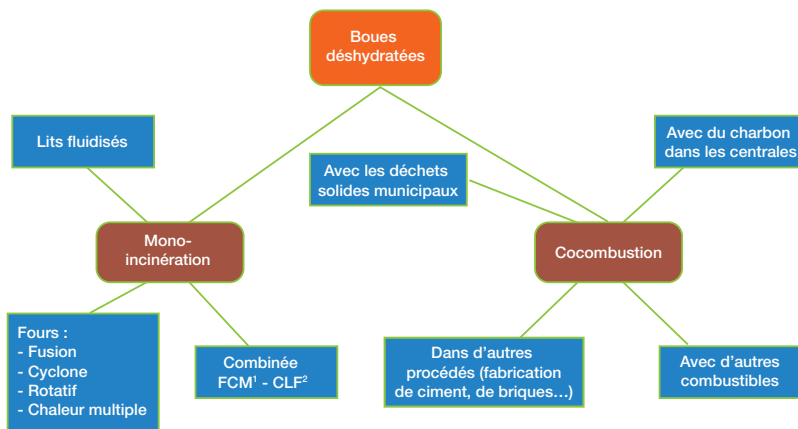 Boues
déshydratées
Lits fluidisés
Avec du charbon
dans les centrales
Avec les déchets
solides municipaux
Mono-
incinération
Cocombustion
Fours :
- Fusion
- Cyclone
- Rotatif
- Chaleur multiple
Combinée
FCM¹ - CLF²
Dans d’autres
procédés (fabrication
de ciment, de briques…)
Avec d’autres
combustibles